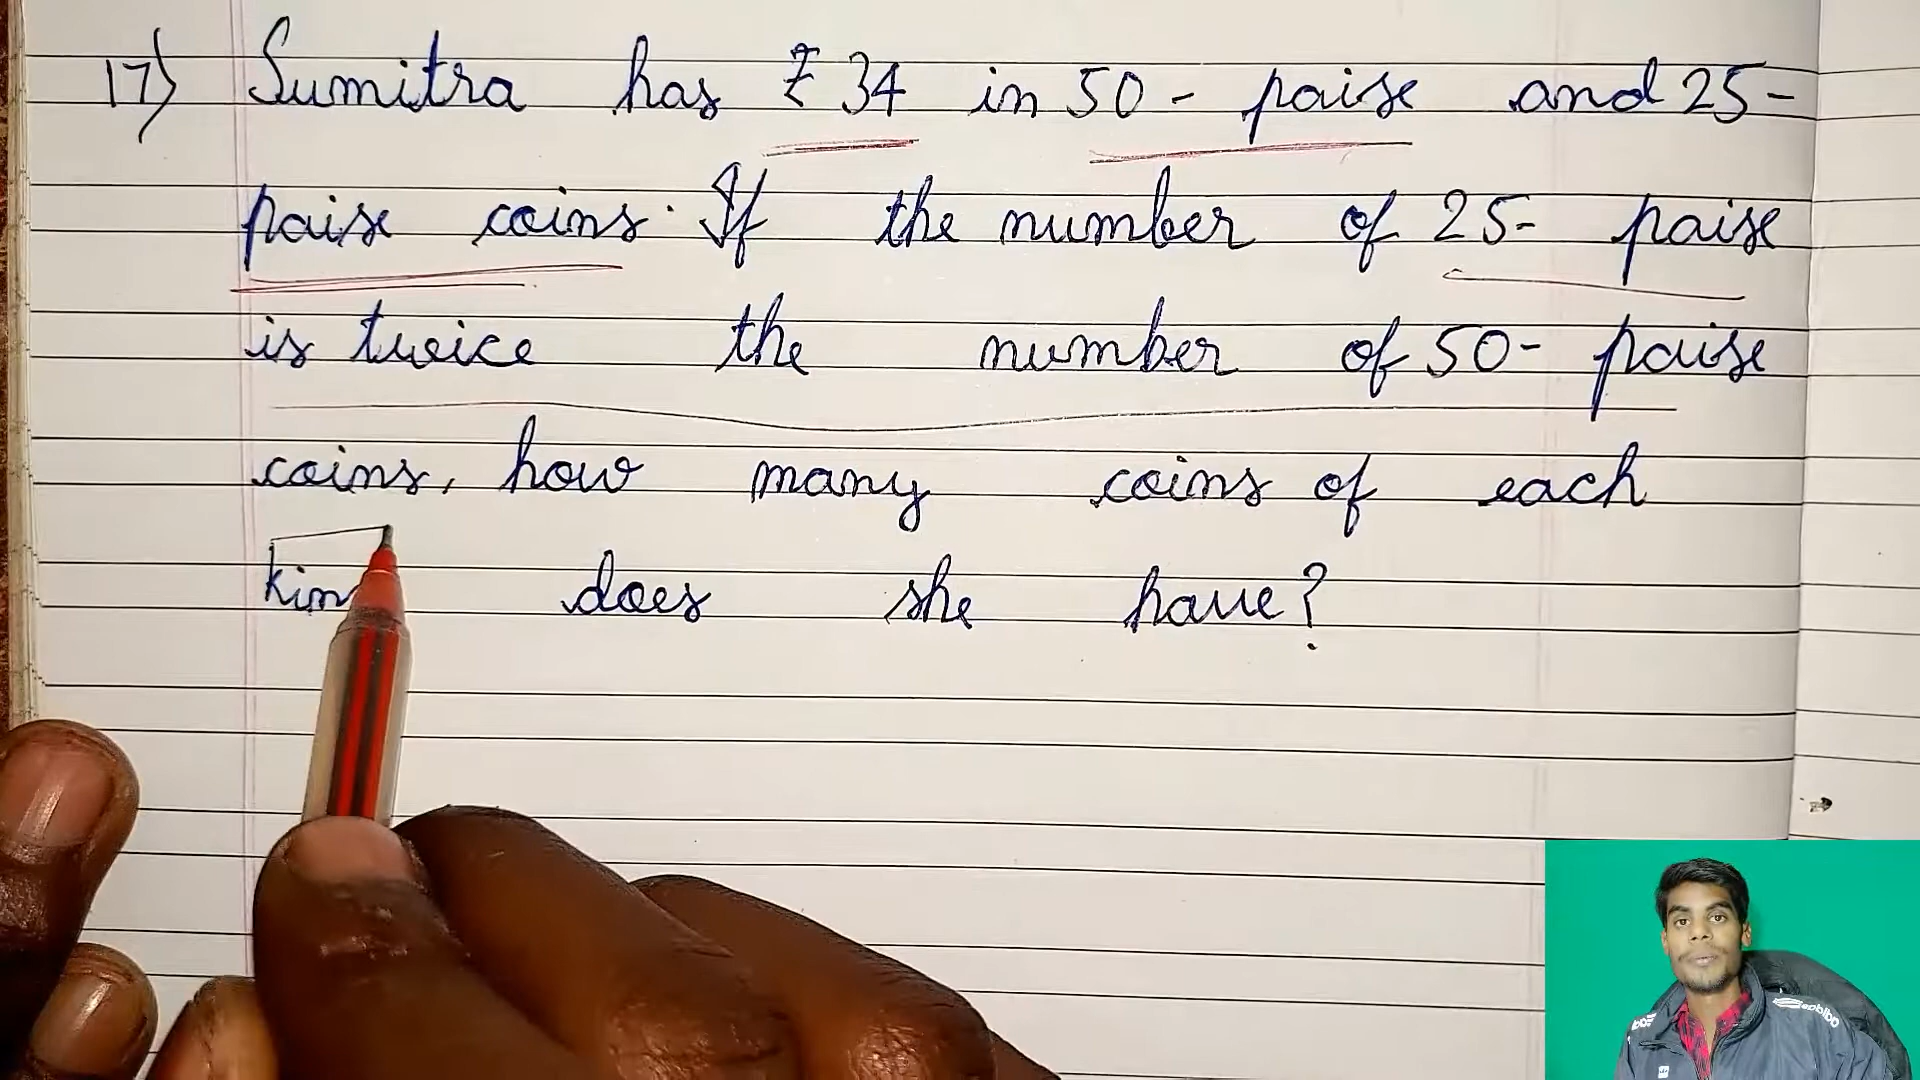 17) Sumitra has ₹ 34 in 50 - paise and 25 -
paise coins. If the number of 25 - paise
is twice the number of 50 - paise
coins, how many coins of each
does she have?